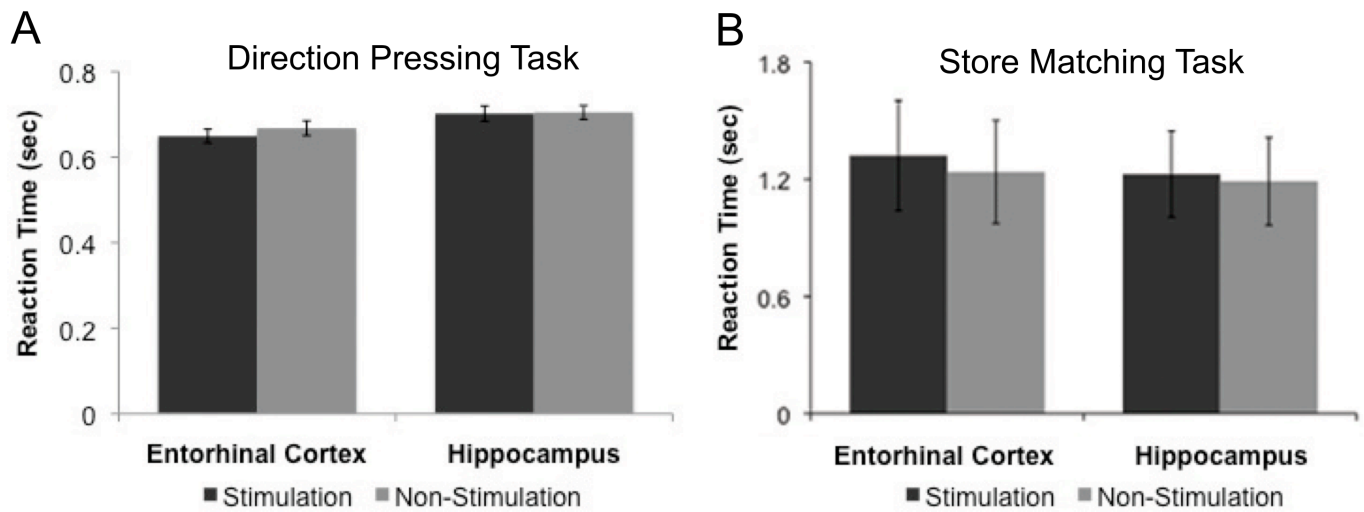 A
Direction Pressing Task
Reaction Time (sec)
0.8
0.6
0.4
0.2
0
Entorhinal Cortex
Hippocampus
Stimulation
Non-Stimulation
B
Store Matching Task
Reaction Time (sec)
1.8
1.2
0.6
0
Entorhinal Cortex
Hippocampus
Stimulation
Non-Stimulation